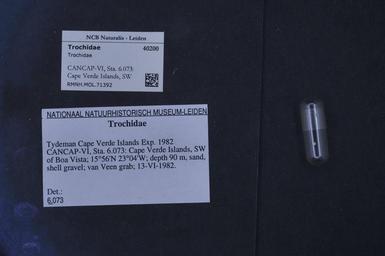 NCB Naturalis - Leiden
Trochidae 40200
Trochidae
CANCAP-VI, Sta. 6.073:
Cape Verde Islands, SW
RMNH.MOL.71392
NATIONAAL NATUURHISTORISCH MUSEUM-LEIDEN
Trochidae
Tydeman Cape Verde Islands Exp. 1982
CANCAP-VI, Sta. 6.073: Cape Verde Islands, SW
of Boa Vista; 15°56'N 23°04'W; depth 90 m, sand,
shell gravel; van Veen grab; 13-VI-1982.
Det.:
6,073